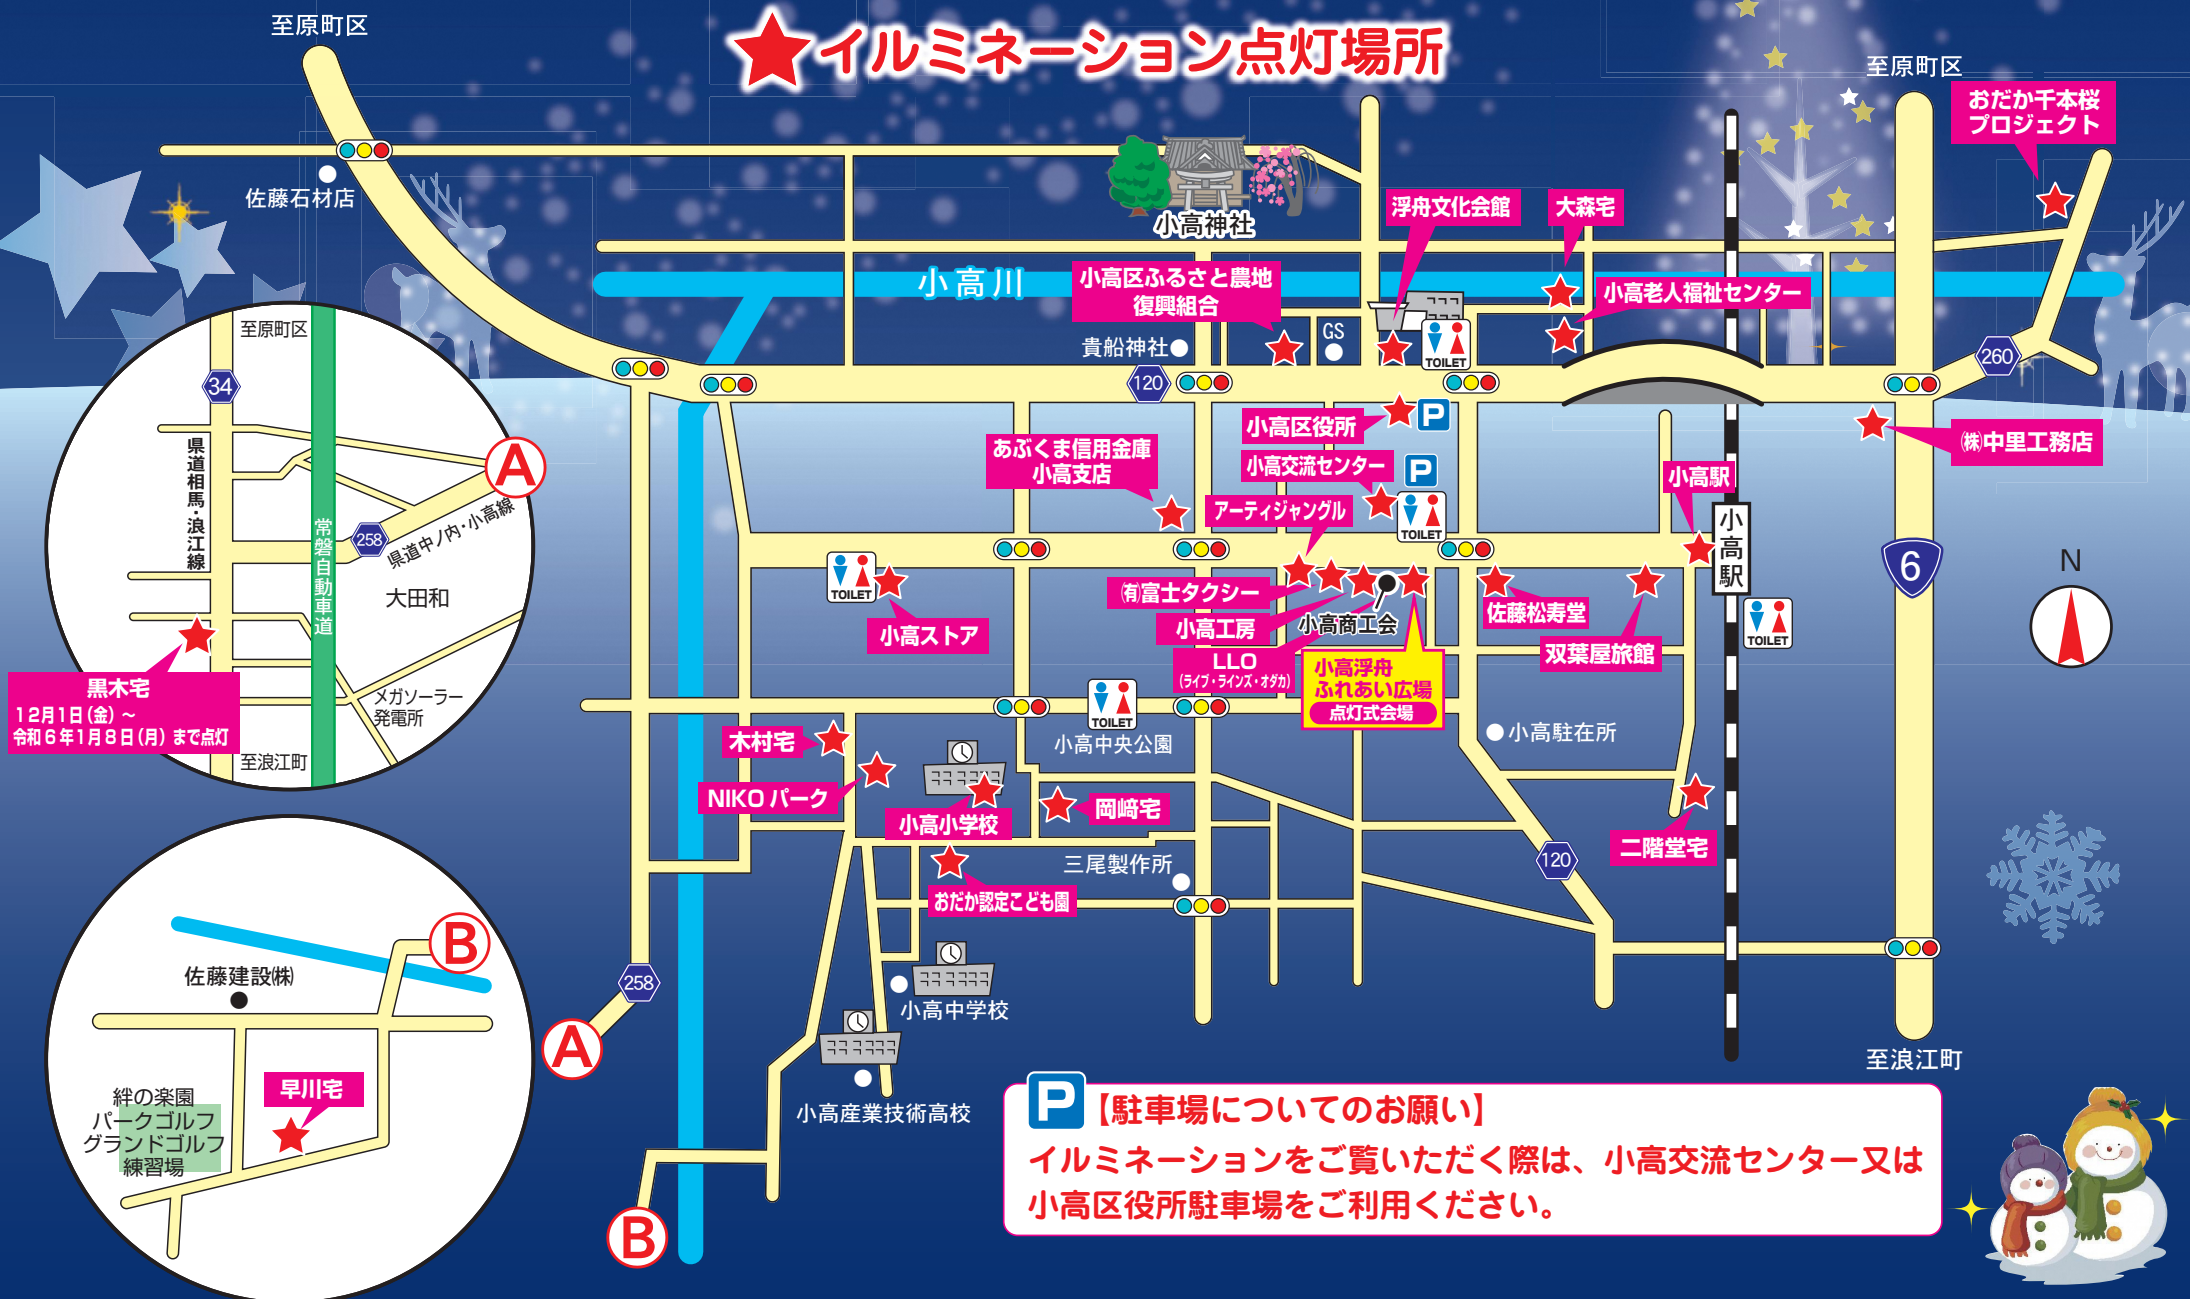 イルミネーション点灯場所
至原町区
至原町区
おだか千本桜
プロジェクト
佐藤石材店
小高神社
浮舟文化会館
大森宅
小高川
小高区ふるさと農地
復興組合
小高老人福祉センター
GS
TOILET
貴船神社
120
260
至原町区
34
県道相馬・浪江線
常磐自動車道
258
県道中ノ内・小高線
A
大田和
黒木宅
12月1日(金)~
令和6年1月8日(月)まで点灯
メガソーラー
発電所
至浪江町
小高区役所
P
あぶくま信用金庫
小高支店
小高交流センター
P
TOILET
アーティジャングル
小高駅
小高駅
㈱中里工務店
6
N
TOILET
小高ストア
㈲富士タクシー
小高工房
小高商工会
LLO
(ライブ・ラインズ・オダカ)
小高浮舟
ふれあい広場
点灯式会場
佐藤松寿堂
双葉屋旅館
TOILET
TOILET
小高中央公園
小高駐在所
木村宅
NIKOパーク
小高小学校
岡﨑宅
二階堂宅
120
三尾製作所
おだか認定こども園
258
A
小高中学校
小高産業技術高校
B
至浪江町
B
佐藤建設㈱
早川宅
絆の楽園
パークゴルフ
グランドゴルフ
練習場
P
【駐車場についてのお願い】
イルミネーションをご覧いただく際は、小高交流センター又は
小高区役所駐車場をご利用ください。